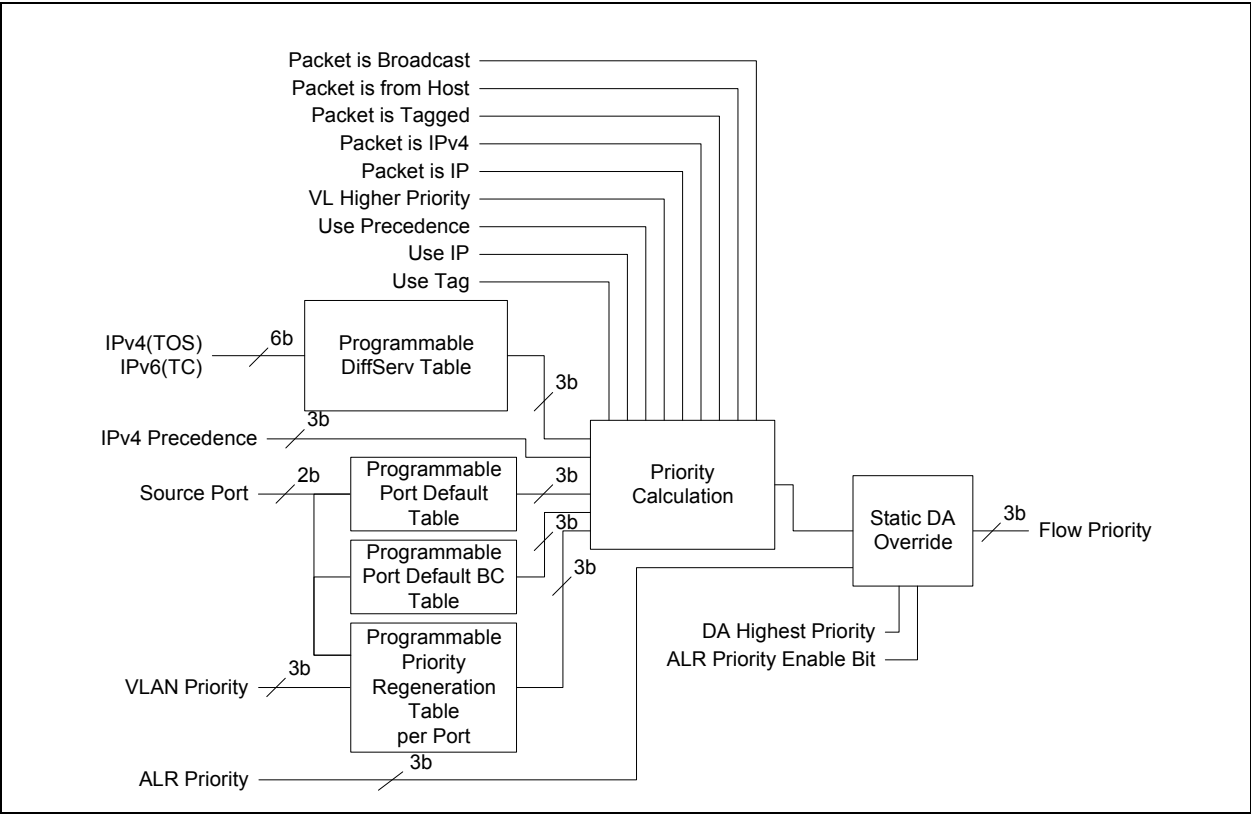 Packet is Broadcast
Packet is from Host
Packet is Tagged
Packet is IPv4
Packet is IP
VL Higher Priority
Use Precedence
Use IP
Use Tag
IPv4(TOS)
IPv6(TC)
6b
Programmable
DiffServ Table
3b
IPv4 Precedence
3b
Source Port
2b
Programmable
Port Default
Table
3b
Programmable
Port Default BC
Table
3b
VLAN Priority
3b
Programmable
Priority
Regeneration
Table
per Port
3b
ALR Priority
3b
Priority
Calculation
Static DA
Override
3b
Flow Priority
DA Highest Priority
ALR Priority Enable Bit